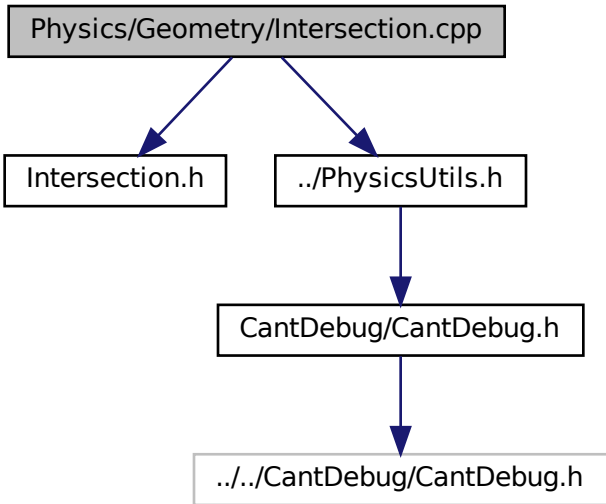 Physics/Geometry/Intersection.cpp
Intersection.h
../PhysicsUtils.h
CantDebug/CantDebug.h
../../CantDebug/CantDebug.h